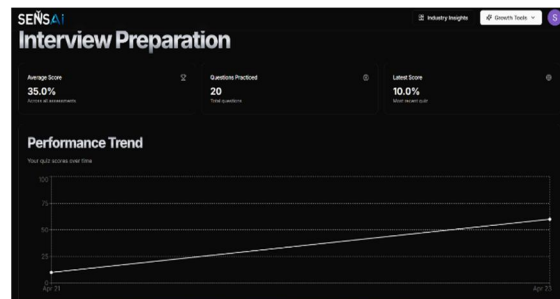 SENSAi
Industry Insights
Growth Tools
S
Interview Preparation
Average Score
35.0%
Across all assessments
Questions Practiced
20
Total questions
Latest Score
10.0%
Most recent quiz
Performance Trend
Your quiz scores over time
100
75
50
25
0
Apr 21
Apr 23